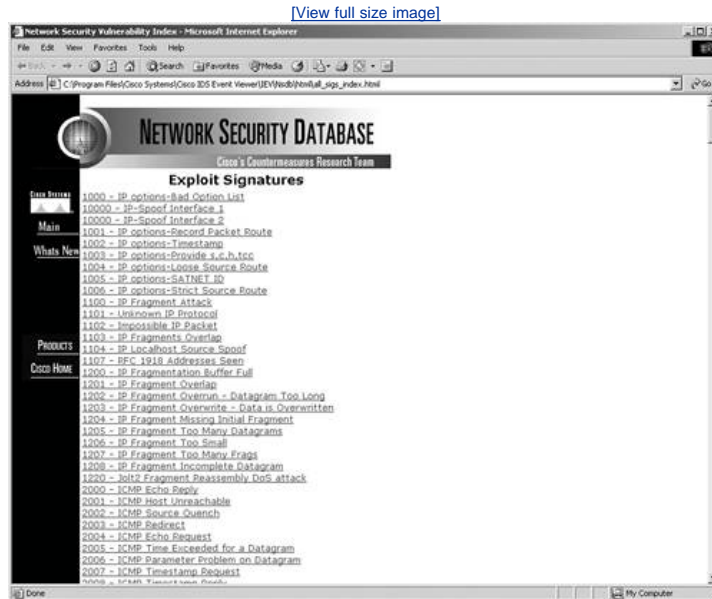 [View full size image]
Network Security Vulnerability Index - Microsoft Internet Explorer
File Edit View Favorites Tools Help
Back Search Favorites Media
Address C:\Program Files\Cisco Systems\Cisco IDS Event Viewer\IEV\Nsdb\html\all_sigs_index.html Go
NETWORK SECURITY DATABASE
Cisco's Countermeasures Research Team
Exploit Signatures
CISCO SYSTEMS
Main
Whats New
PRODUCTS
CISCO HOME
1000 - IP options-Bad Option List
10000 - IP-Spoof Interface 1
10000 - IP-Spoof Interface 2
1001 - IP options-Record Packet Route
1002 - IP options-Timestamp
1003 - IP options-Provide s,c,h,tcc
1004 - IP options-Loose Source Route
1005 - IP options-SATNET ID
1006 - IP options-Strict Source Route
1100 - IP Fragment Attack
1101 - Unknown IP Protocol
1102 - Impossible IP Packet
1103 - IP Fragments Overlap
1104 - IP Localhost Source Spoof
1107 - RFC 1918 Addresses Seen
1200 - IP Fragmentation Buffer Full
1201 - IP Fragment Overlap
1202 - IP Fragment Overrun - Datagram Too Long
1203 - IP Fragment Overwrite - Data is Overwritten
1204 - IP Fragment Missing Initial Fragment
1205 - IP Fragment Too Many Datagrams
1206 - IP Fragment Too Small
1207 - IP Fragment Too Many Frags
1208 - IP Fragment Incomplete Datagram
1220 - Jolt2 Fragment Reassembly DoS attack
2000 - ICMP Echo Reply
2001 - ICMP Host Unreachable
2002 - ICMP Source Quench
2003 - ICMP Redirect
2004 - ICMP Echo Request
2005 - ICMP Time Exceeded for a Datagram
2006 - ICMP Parameter Problem on Datagram
2007 - ICMP Timestamp Request
2008 - ICMP Timestamp Reply
Done My Computer